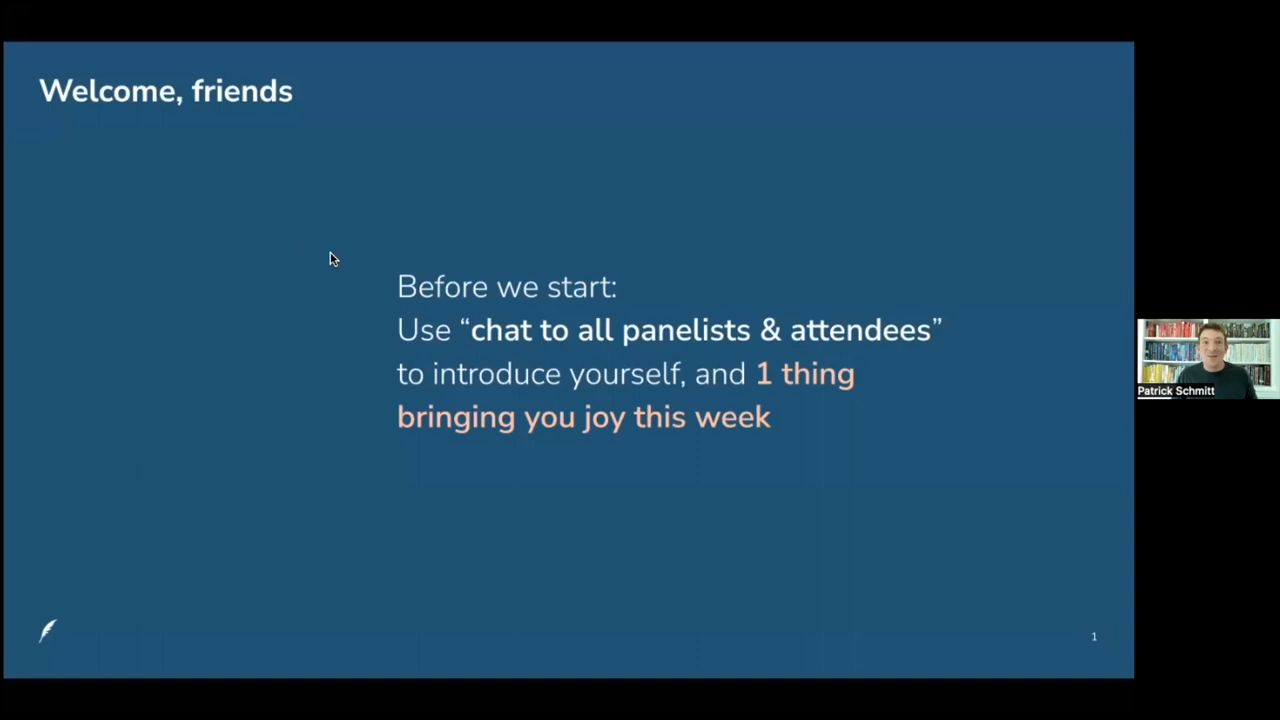 Welcome, friends
Before we start:
Use “chat to all panelists & attendees”
to introduce yourself, and 1 thing
bringing you joy this week
Patrick Schmitt
1